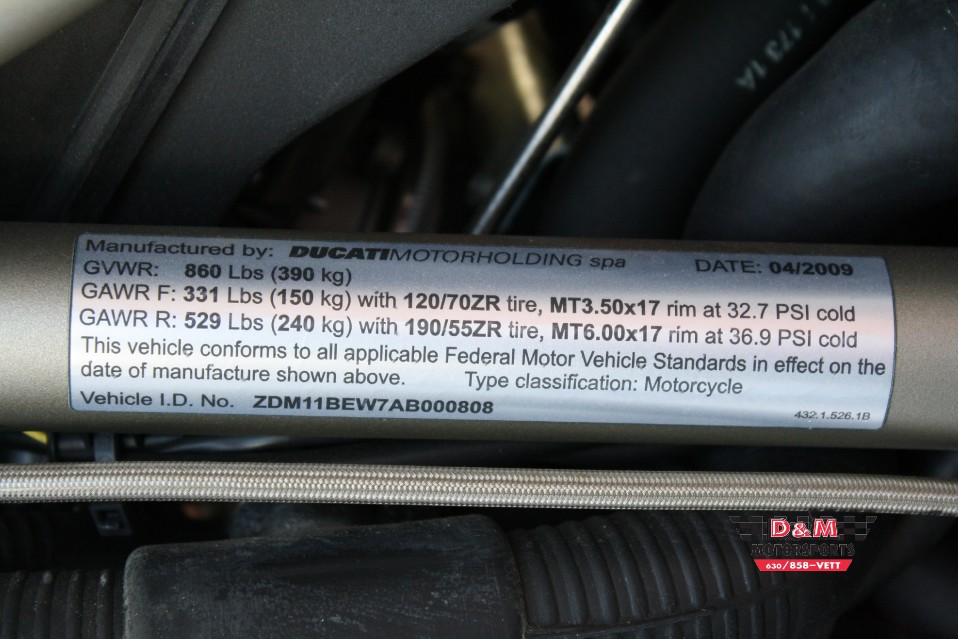 173 1A
Manufactured by: DUCATIMOTORHOLDING spa DATE: 04/2009
GVWR: 860 Lbs (390 kg)
GAWR F: 331 Lbs (150 kg) with 120/70ZR tire, MT3.50x17 rim at 32.7 PSI cold
GAWR R: 529 Lbs (240 kg) with 190/55ZR tire, MT6.00x17 rim at 36.9 PSI cold
This vehicle conforms to all applicable Federal Motor Vehicle Standards in effect on the
date of manufacture shown above. Type classification: Motorcycle
Vehicle I.D. No. ZDM11BEW7AB000808 432.1.526.1B
D&M
MOTORSPORTS
630/858-VETT